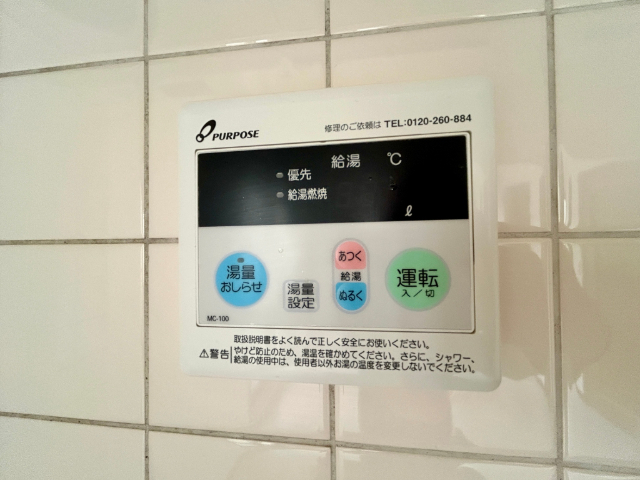 PURPOSE 修理のご依頼は TEL:0120-260-884
給湯 ℃
優先
給湯燃焼
ℓ
湯量
おしらせ
湯量
設定
あつく
給湯
ぬるく
運転
入/切
MC-100
取扱説明書をよく読んで正しく安全にお使いください。
⚠警告 やけど防止のため、湯温を確かめてください。さらに、シャワー、
給湯の使用中は、使用者以外お湯の温度を変更しないでください。